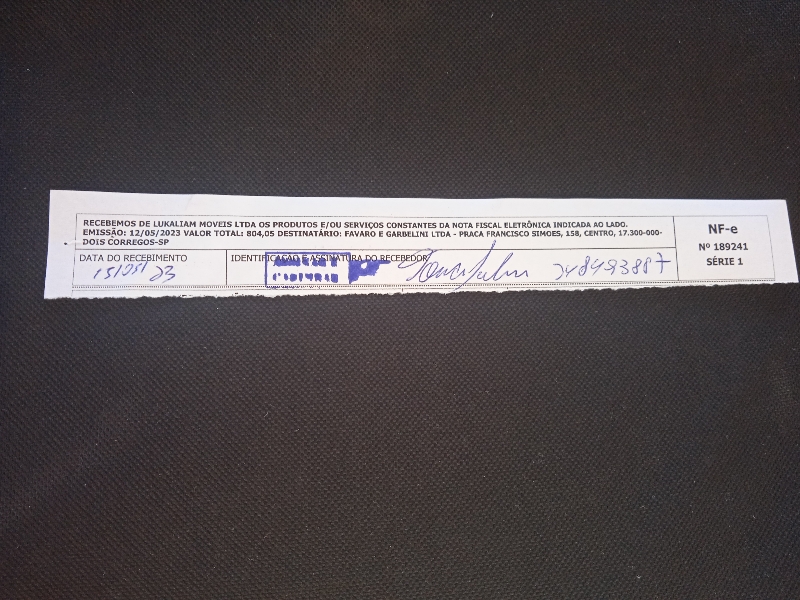 RECEBEMOS DE LUKALIAM MOVEIS LTDA OS PRODUTOS E/OU SERVIÇOS CONSTANTES DA NOTA FISCAL ELETRÔNICA INDICADA AO LADO.
EMISSÃO: 12/05/2023 VALOR TOTAL: 804,05 DESTINATÁRIO: FAVARO E GARBELINI LTDA - PRACA FRANCISCO SIMOES, 158, CENTRO, 17.300-000-
DOIS CORREGOS-SP
NF-e
Nº 189241
SÉRIE 1
DATA DO RECEBIMENTO
15/05/23
IDENTIFICAÇÃO E ASSINATURA DO RECEBEDOR